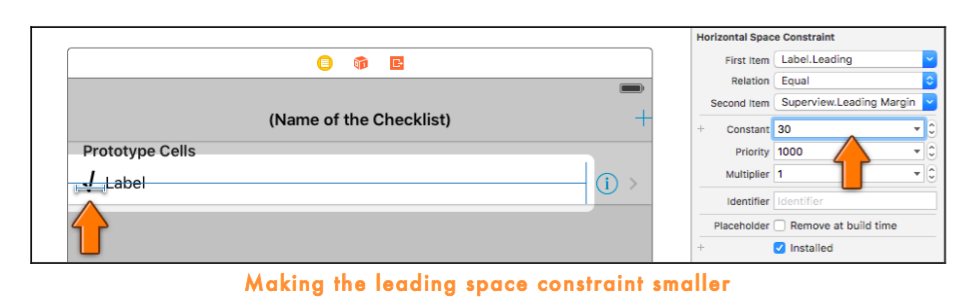 (Name of the Checklist)
+
Prototype Cells
√ Label
Horizontal Space Constraint
First Item Label.Leading
Relation Equal
Second Item Superview.Leading Margin
+ Constant 30
Priority 1000
Multiplier 1
Identifier Identifier
Placeholder Remove at build time
+ Installed
Making the leading space constraint smaller